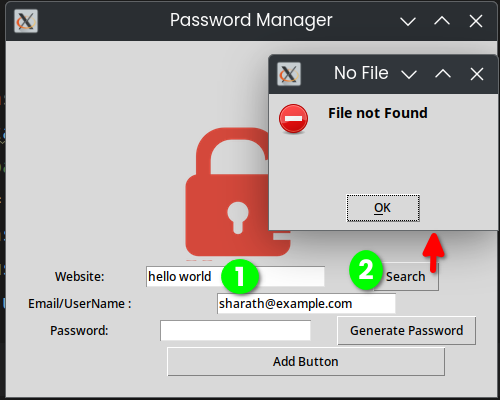 Password Manager
No File
File not Found
OK
Website:
hello world
1
2
Search
Email/UserName :
sharath@example.com
Password:
Generate Password
Add Button